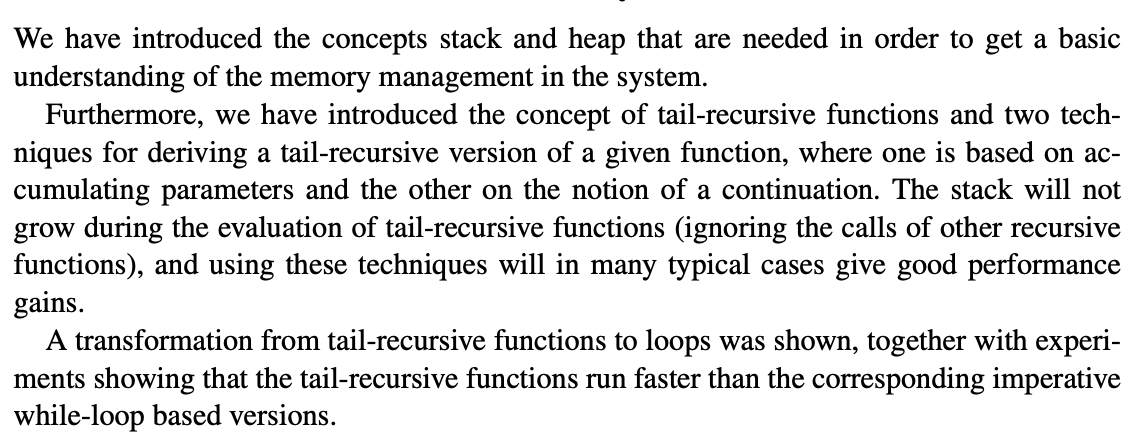 We have introduced the concepts stack and heap that are needed in order to get a basic
understanding of the memory management in the system.
Furthermore, we have introduced the concept of tail-recursive functions and two tech-
niques for deriving a tail-recursive version of a given function, where one is based on ac-
cumulating parameters and the other on the notion of a continuation. The stack will not
grow during the evaluation of tail-recursive functions (ignoring the calls of other recursive
functions), and using these techniques will in many typical cases give good performance
gains.
A transformation from tail-recursive functions to loops was shown, together with experi-
ments showing that the tail-recursive functions run faster than the corresponding imperative
while-loop based versions.